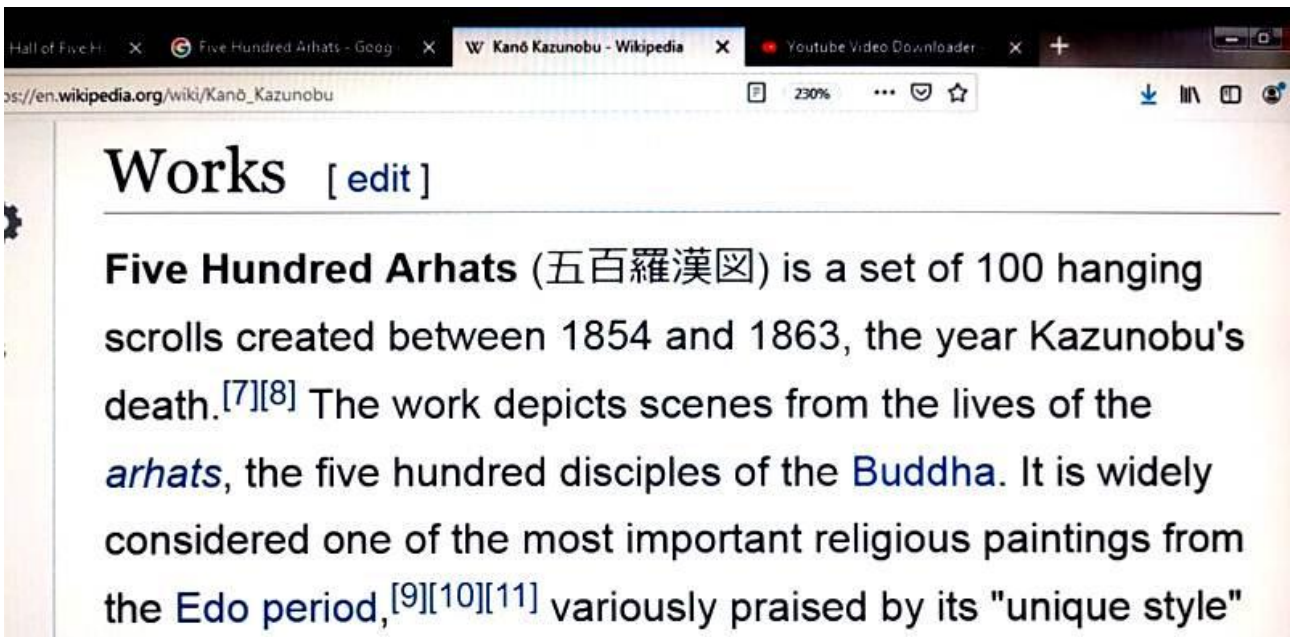 Hall of Five H
Five Hundred Arhats - Goog
W Kanō Kazunobu - Wikipedia
Youtube Video Downloader -
ps://en.wikipedia.org/wiki/Kanō_Kazunobu
230%
Works [ edit ]
Five Hundred Arhats (五百羅漢図) is a set of 100 hanging
scrolls created between 1854 and 1863, the year Kazunobu's
death.[7][8] The work depicts scenes from the lives of the
arhats, the five hundred disciples of the Buddha. It is widely
considered one of the most important religious paintings from
the Edo period,[9][10][11] variously praised by its "unique style"